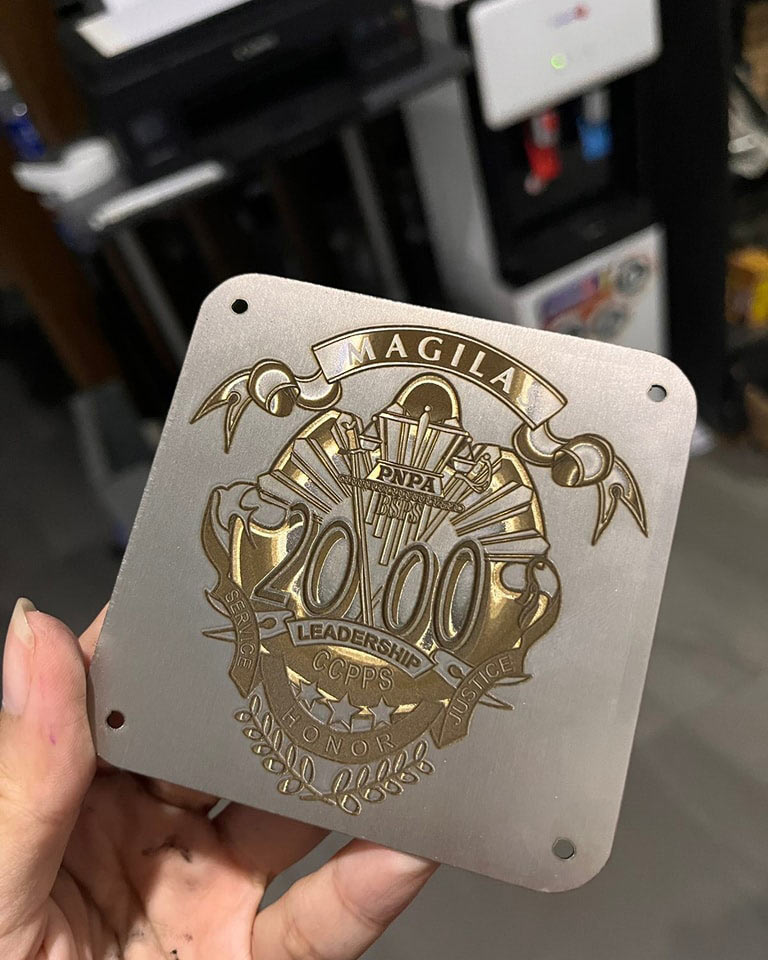 MAGILAS
PNPA
BSPS
2000
SERVICE
LEADERSHIP
JUSTICE
CCPPS
HONOR